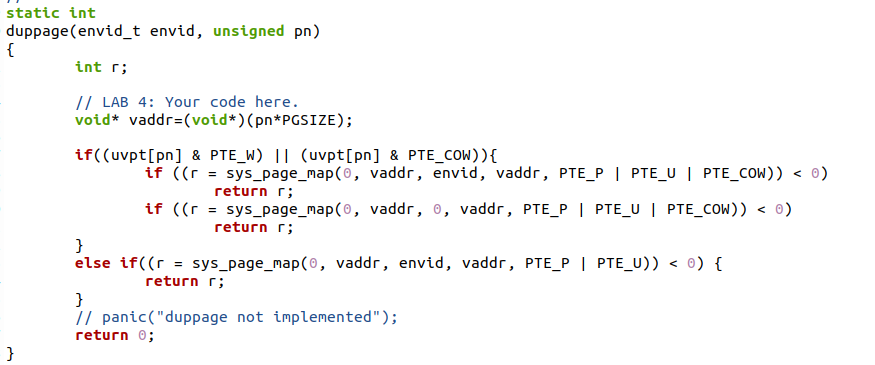 static int
duppage(envid_t envid, unsigned pn)
{
        int r;

        // LAB 4: Your code here.
        void* vaddr=(void*)(pn*PGSIZE);

        if((uvpt[pn] & PTE_W) || (uvpt[pn] & PTE_COW)){
                if ((r = sys_page_map(0, vaddr, envid, vaddr, PTE_P | PTE_U | PTE_COW)) < 0)
                        return r;
                if ((r = sys_page_map(0, vaddr, 0, vaddr, PTE_P | PTE_U | PTE_COW)) < 0)
                        return r;
        }
        else if((r = sys_page_map(0, vaddr, envid, vaddr, PTE_P | PTE_U)) < 0) {
                return r;
        }
        // panic("duppage not implemented");
        return 0;
}